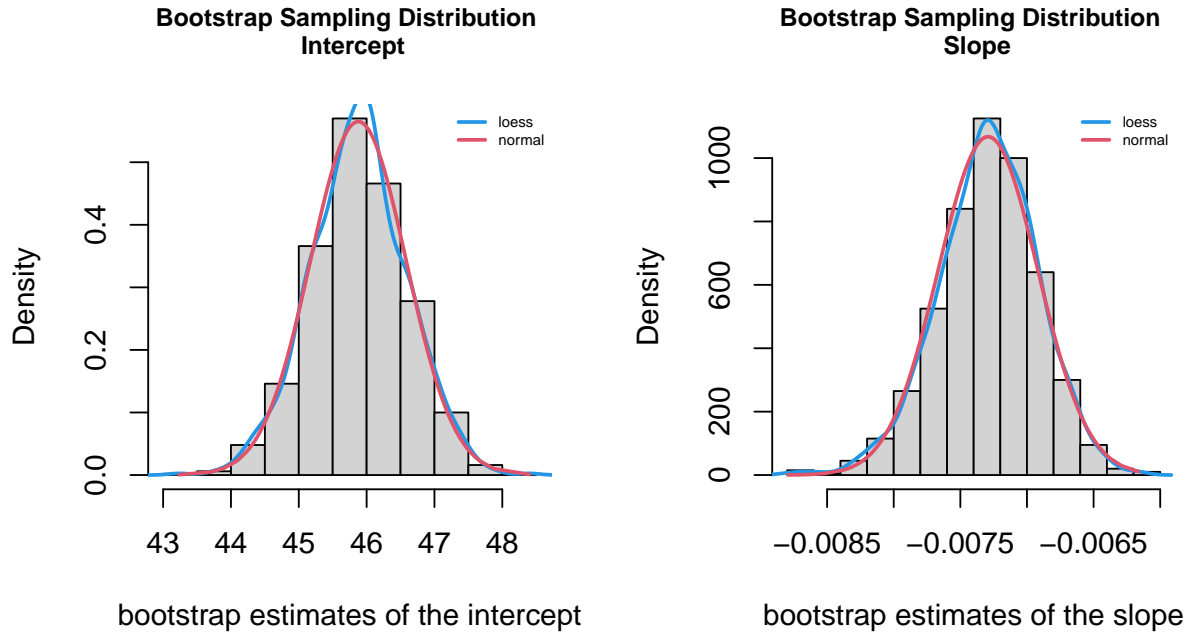 Bootstrap Sampling Distribution
Intercept
loess
normal
Density
0.0
0.2
0.4
43 44 45 46 47 48
bootstrap estimates of the intercept
Bootstrap Sampling Distribution
Slope
loess
normal
Density
0
200
600
1000
−0.0085 −0.0075 −0.0065
bootstrap estimates of the slope